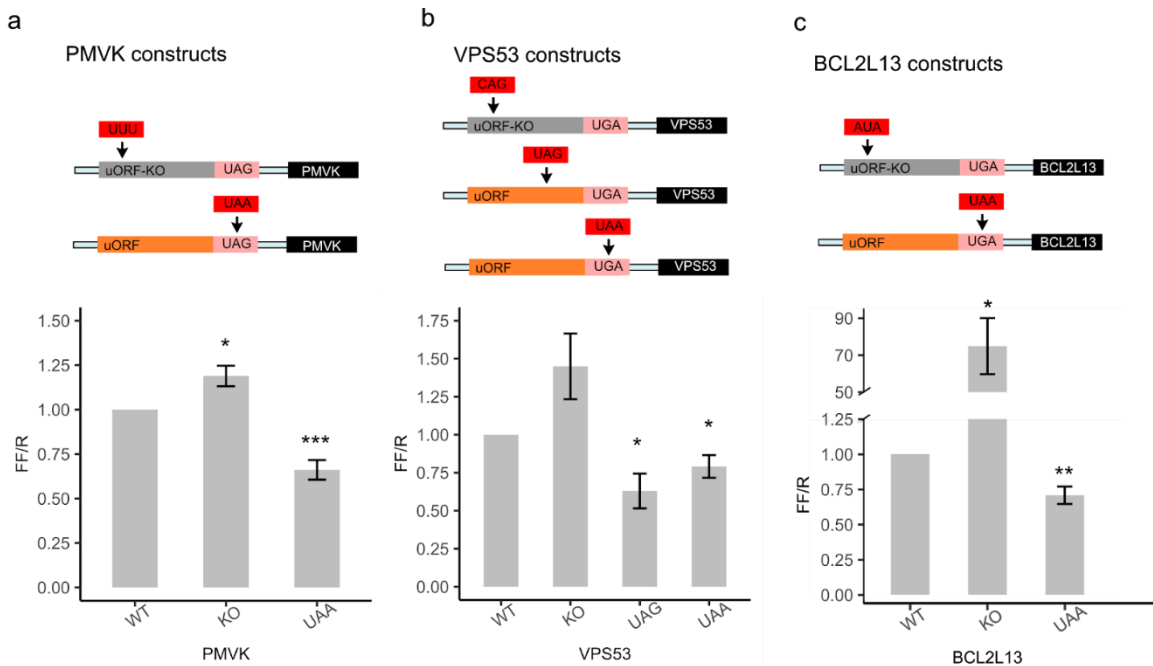 a
PMVK constructs
UUU
uORF-KO UAG PMVK
UAA
uORF UAG PMVK
1.50
1.25
1.00
0.75
0.50
0.25
0.00
FF/R
*
***
WT KO UAA
PMVK
b
VPS53 constructs
CAG
uORF-KO UGA VPS53
UAG
uORF UGA VPS53
UAA
uORF UGA VPS53
1.75
1.50
1.25
1.00
0.75
0.50
0.25
0.00
FF/R
*
*
WT KO UAG UAA
VPS53
c
BCL2L13 constructs
AUA
uORF-KO UGA BCL2L13
UAA
uORF UGA BCL2L13
90
70
50
1.25
1.00
0.75
0.50
0.25
0.00
FF/R
*
**
WT KO UAA
BCL2L13